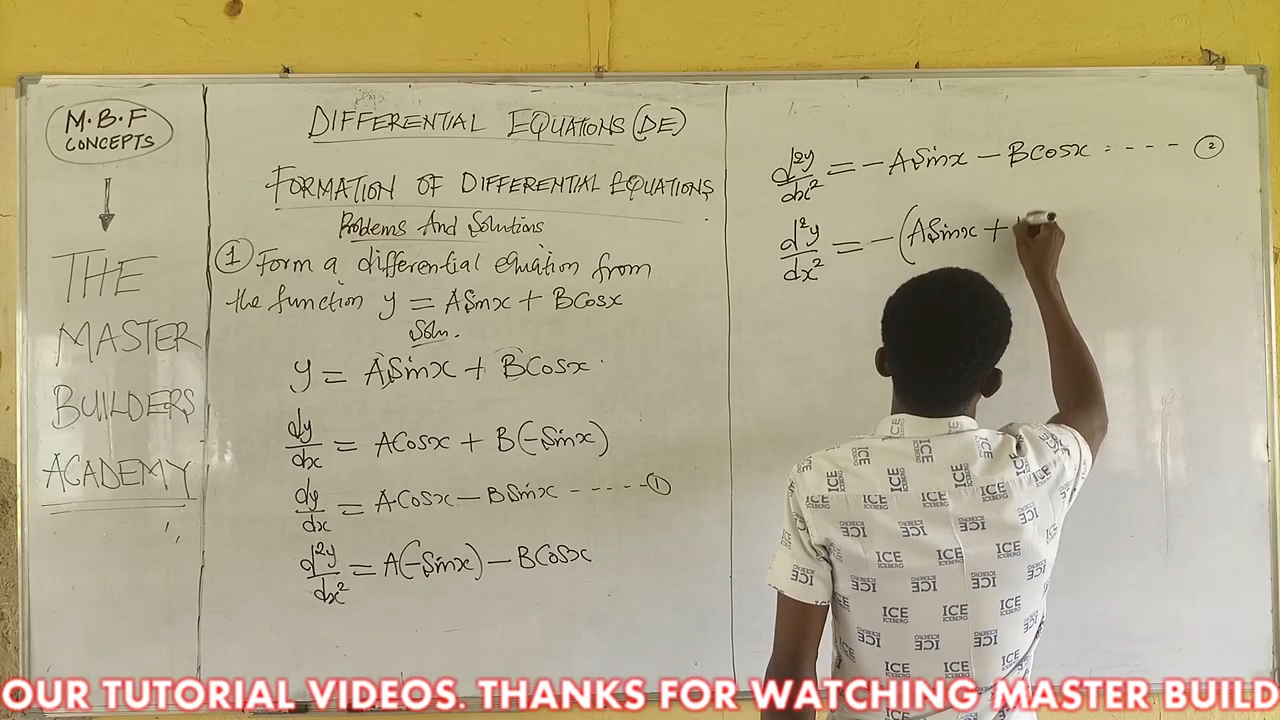 M.B.F
CONCEPTS
THE
MASTER
BUILDERS
ACADEMY
DIFFERENTIAL EQUATIONS (DE)
FORMATION OF DIFFERENTIAL EQUATIONS
Problems And Solutions
① Form a differential equation from
the function y = ASinx + BCosx
Soln.
y = ASinx + BCosx
dy/dx = ACosx + B(-Sinx)
dy/dx = ACosx - BSinx ----- ①
d²y/dx² = A(-Sinx) - BCosx
d²y/dx² = -ASinx - BCosx ---- ②
d²y/dx² = -(ASinx +
ICE
ICEBERG
OUR TUTORIAL VIDEOS. THANKS FOR WATCHING MASTER BUILD